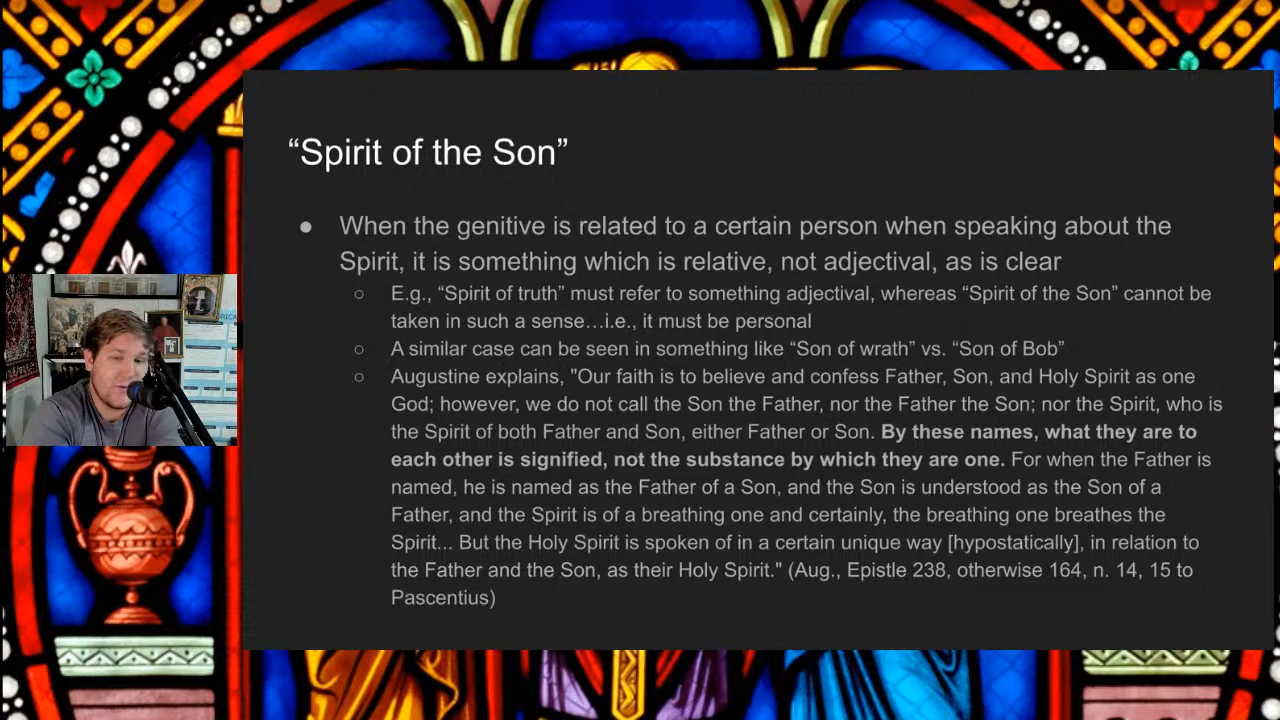 “Spirit of the Son”
● When the genitive is related to a certain person when speaking about the
Spirit, it is something which is relative, not adjectival, as is clear
○ E.g., “Spirit of truth” must refer to something adjectival, whereas “Spirit of the Son” cannot be
taken in such a sense…i.e., it must be personal
○ A similar case can be seen in something like “Son of wrath” vs. “Son of Bob”
○ Augustine explains, "Our faith is to believe and confess Father, Son, and Holy Spirit as one
God; however, we do not call the Son the Father, nor the Father the Son; nor the Spirit, who is
the Spirit of both Father and Son, either Father or Son. By these names, what they are to
each other is signified, not the substance by which they are one. For when the Father is
named, he is named as the Father of a Son, and the Son is understood as the Son of a
Father, and the Spirit is of a breathing one and certainly, the breathing one breathes the
Spirit... But the Holy Spirit is spoken of in a certain unique way [hypostatically], in relation to
the Father and the Son, as their Holy Spirit." (Aug., Epistle 238, otherwise 164, n. 14, 15 to
Pascentius)